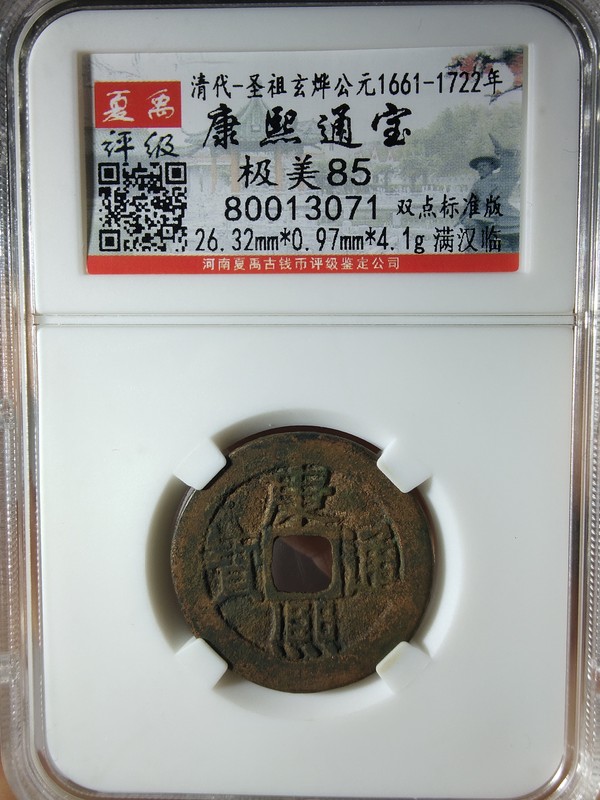 夏禹
评级
清代-圣祖玄烨公元1661-1722年
康熙通宝
极美85
80013071 双点标准版
26.32mm*0.97mm*4.1g 满汉临
河南夏禹古钱币评级鉴定公司
康
熙
通
寳